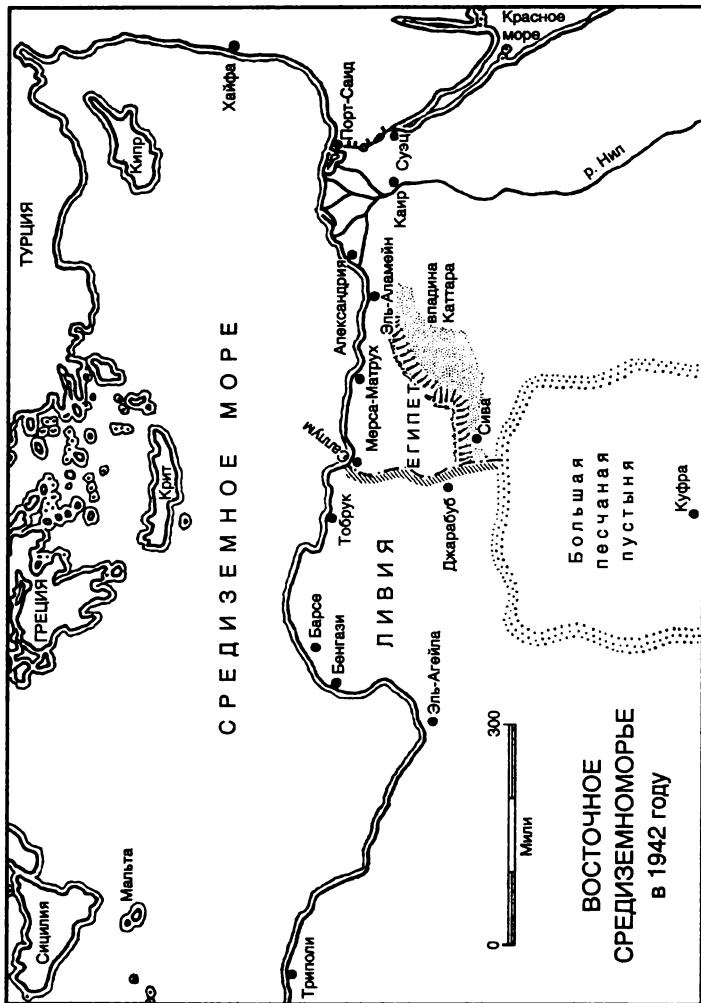 ТУРЦИЯ
ГРЕЦИЯ
Сицилия
Мальта
Крит
Кипр
Хайфа
СРЕДИЗЕМНОЕ МОРЕ
Триполи
Бенгази
Барсе
Тобрук
Саллум
Мерса-Матрух
Александрия
Эль-Аламейн
Порт-Саид
Суэц
Каир
Красное
море
р. Нил
впадина
Каттара
ЕГИПЕТ
Сива
ЛИВИЯ
Джарабуб
Эль-Агейла
Большая
песчаная
пустыня
Куфра
0
300
Мили
ВОСТОЧНОЕ
СРЕДИЗЕМНОМОРЬЕ
в 1942 году